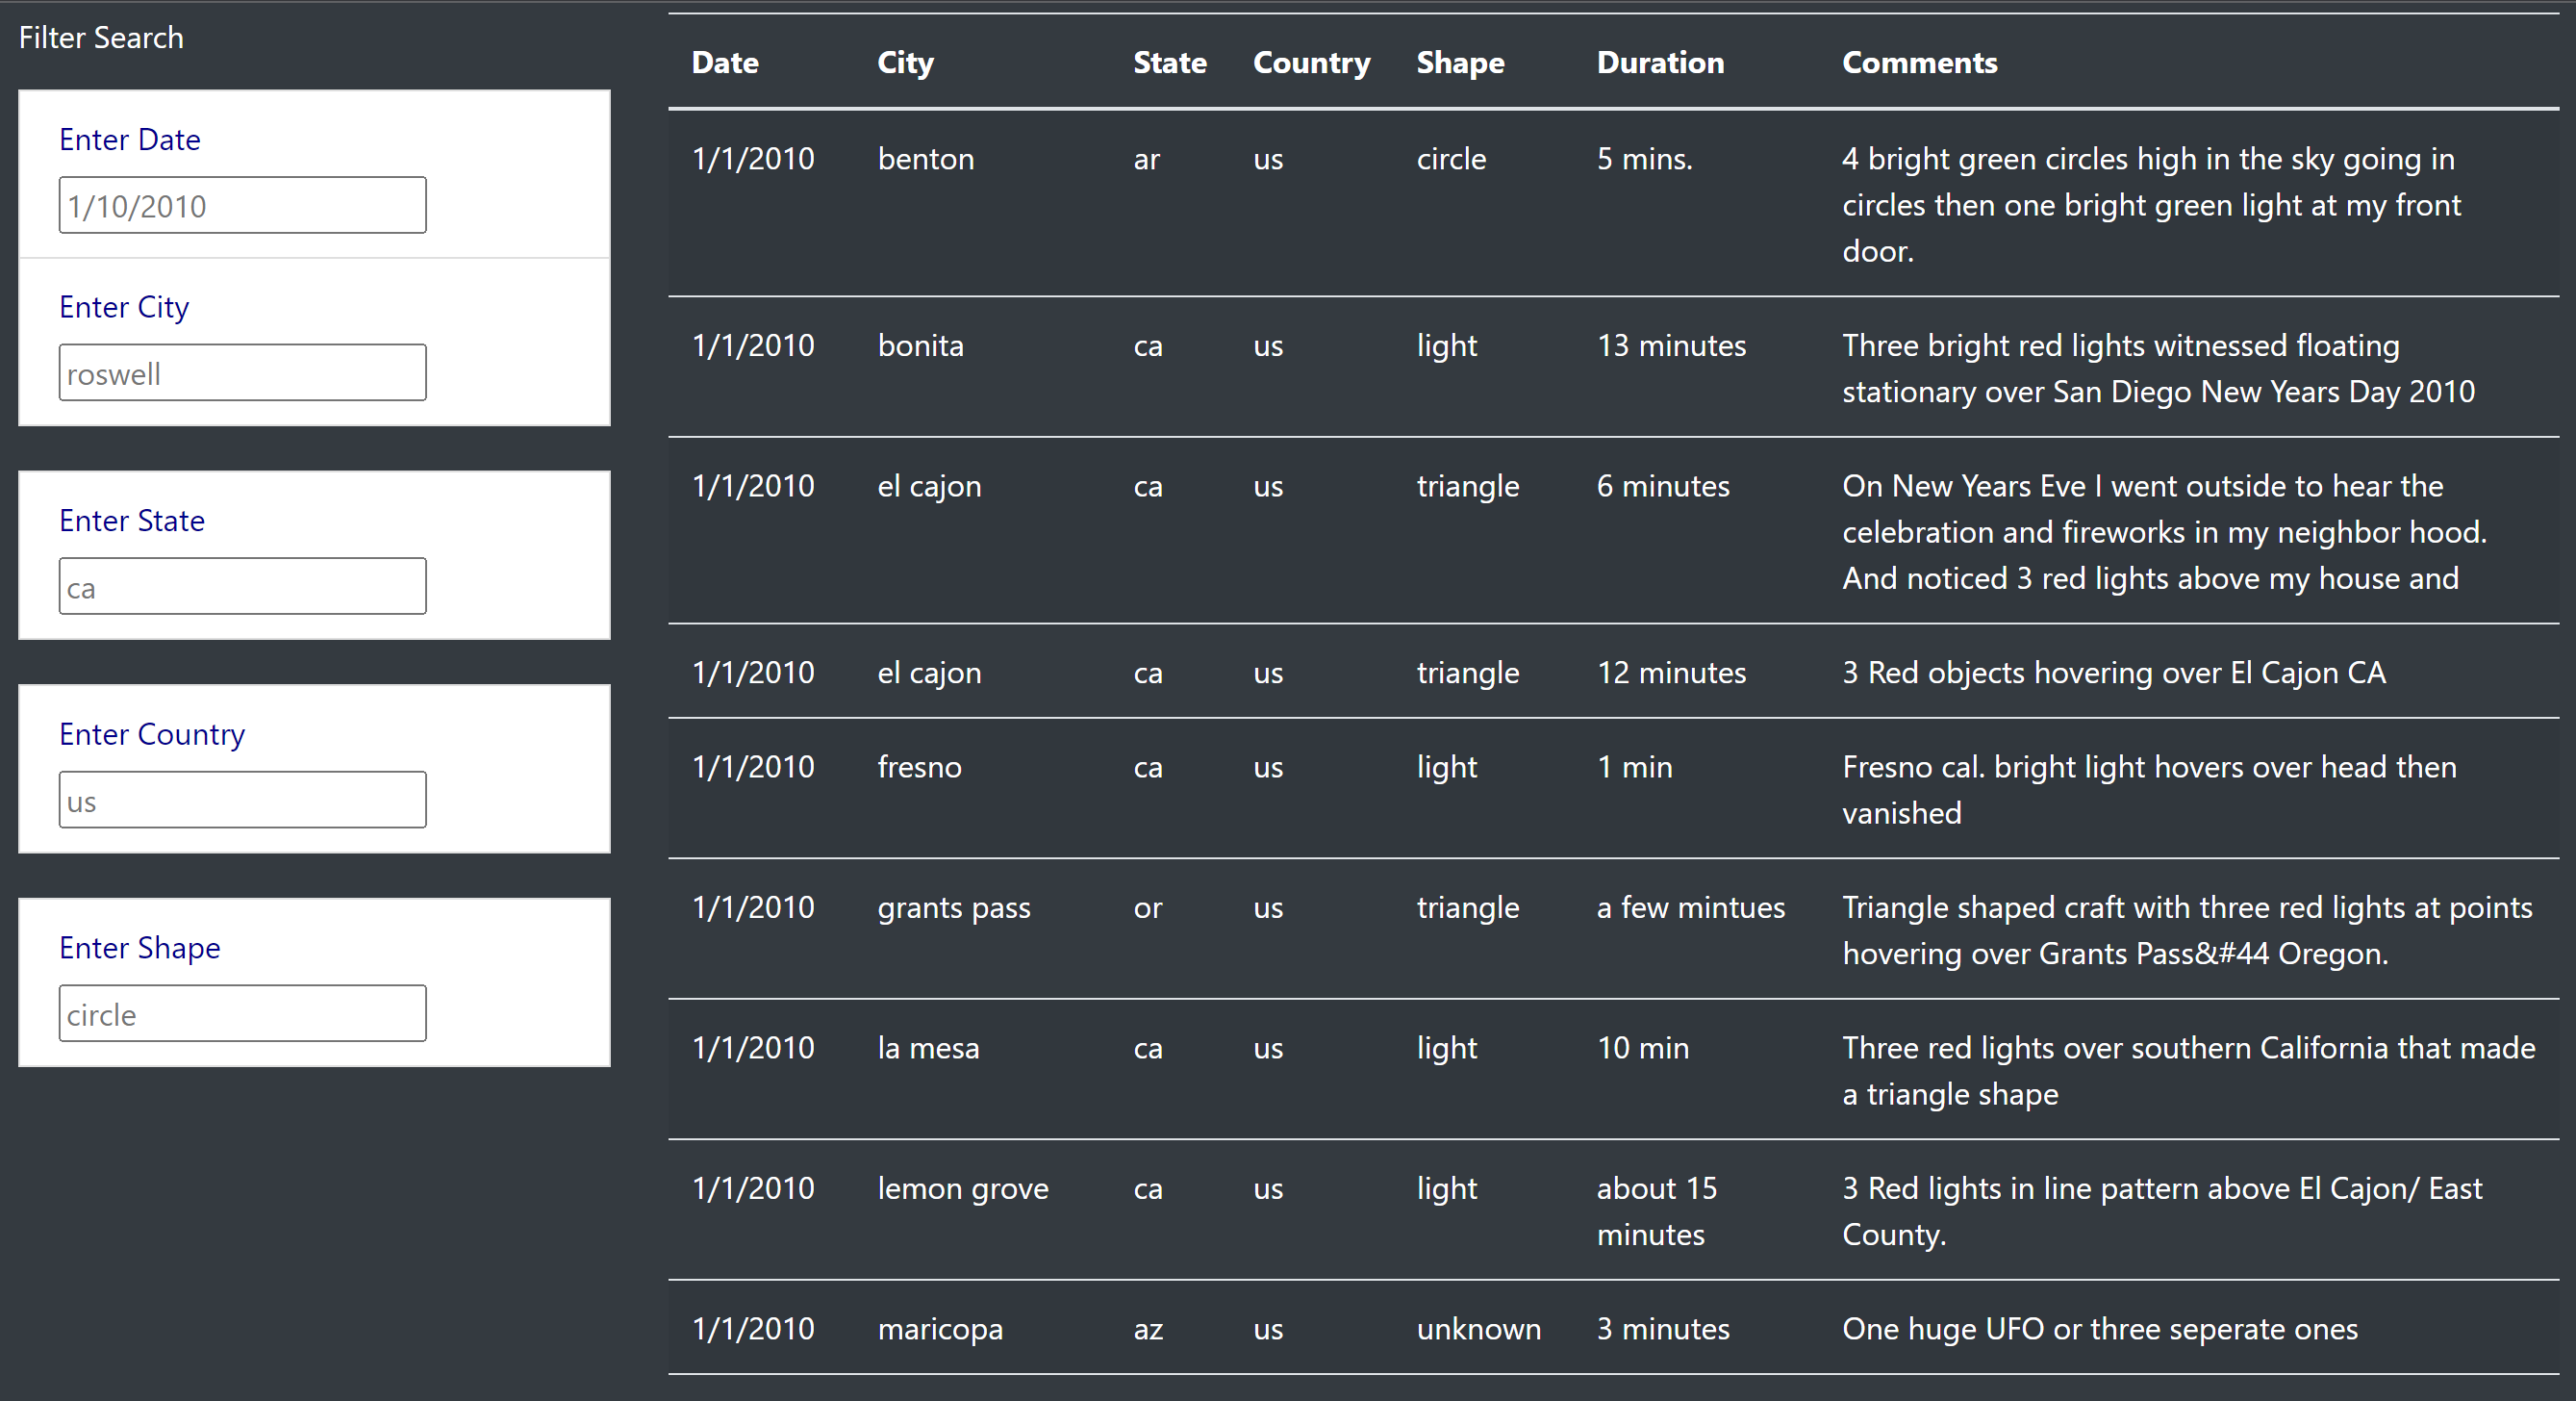 Filter Search
Enter Date
1/10/2010
Enter City
roswell
Enter State
ca
Enter Country
us
Enter Shape
circle
Date City State Country Shape Duration Comments
1/1/2010 benton ar us circle 5 mins. 4 bright green circles high in the sky going in
circles then one bright green light at my front
door.
1/1/2010 bonita ca us light 13 minutes Three bright red lights witnessed floating
stationary over San Diego New Years Day 2010
1/1/2010 el cajon ca us triangle 6 minutes On New Years Eve I went outside to hear the
celebration and fireworks in my neighbor hood.
And noticed 3 red lights above my house and
1/1/2010 el cajon ca us triangle 12 minutes 3 Red objects hovering over El Cajon CA
1/1/2010 fresno ca us light 1 min Fresno cal. bright light hovers over head then
vanished
1/1/2010 grants pass or us triangle a few mintues Triangle shaped craft with three red lights at points
hovering over Grants Pass&#44 Oregon.
1/1/2010 la mesa ca us light 10 min Three red lights over southern California that made
a triangle shape
1/1/2010 lemon grove ca us light about 15 3 Red lights in line pattern above El Cajon/ East
minutes County.
1/1/2010 maricopa az us unknown 3 minutes One huge UFO or three seperate ones